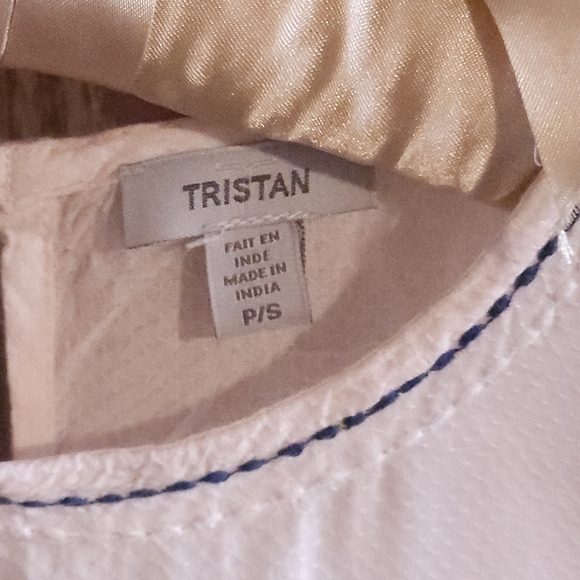 TRISTAN
FAIT EN
INDE
MADE IN
INDIA
P/S